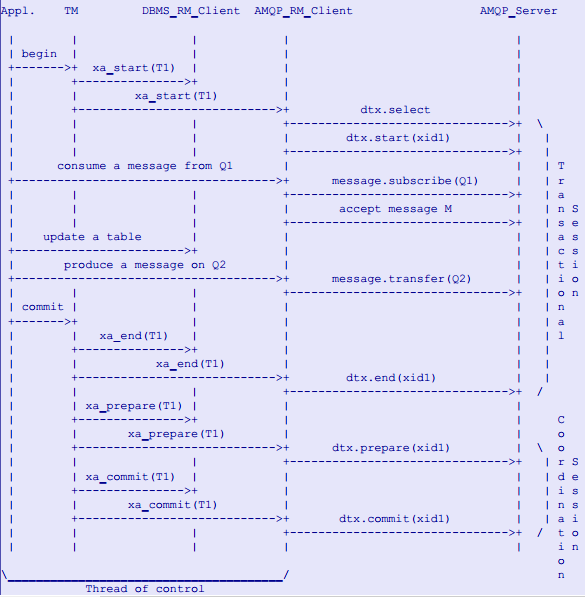 Appl. TM DBMS_RM_Client AMQP_RM_Client AMQP_Server
begin
xa_start(T1)
xa_start(T1)
dtx.select
dtx.start(xid1)
consume a message from Q1
message.subscribe(Q1)
accept message M
update a table
produce a message on Q2
message.transfer(Q2)
commit
xa_end(T1)
xa_end(T1)
dtx.end(xid1)
xa_prepare(T1)
xa_prepare(T1)
dtx.prepare(xid1)
xa_commit(T1)
xa_commit(T1)
dtx.commit(xid1)
Transactional
Session
Coordination
Session
Thread of control